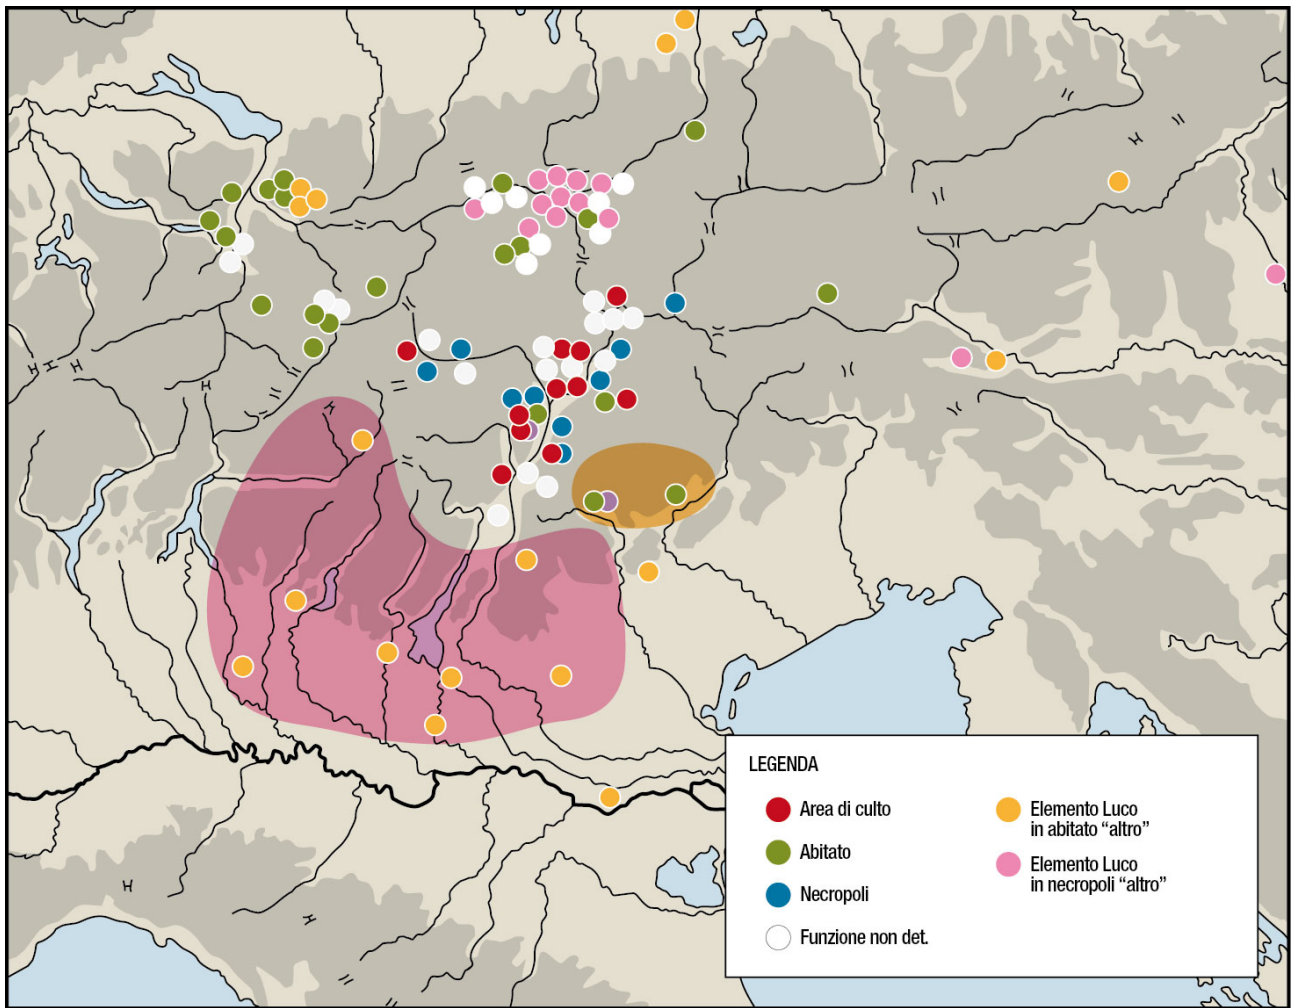 LEGENDA
Area di culto
Abitato
Necropoli
Funzione non det.
Elemento Luco
in abitato “altro”
Elemento Luco
in necropoli “altro”